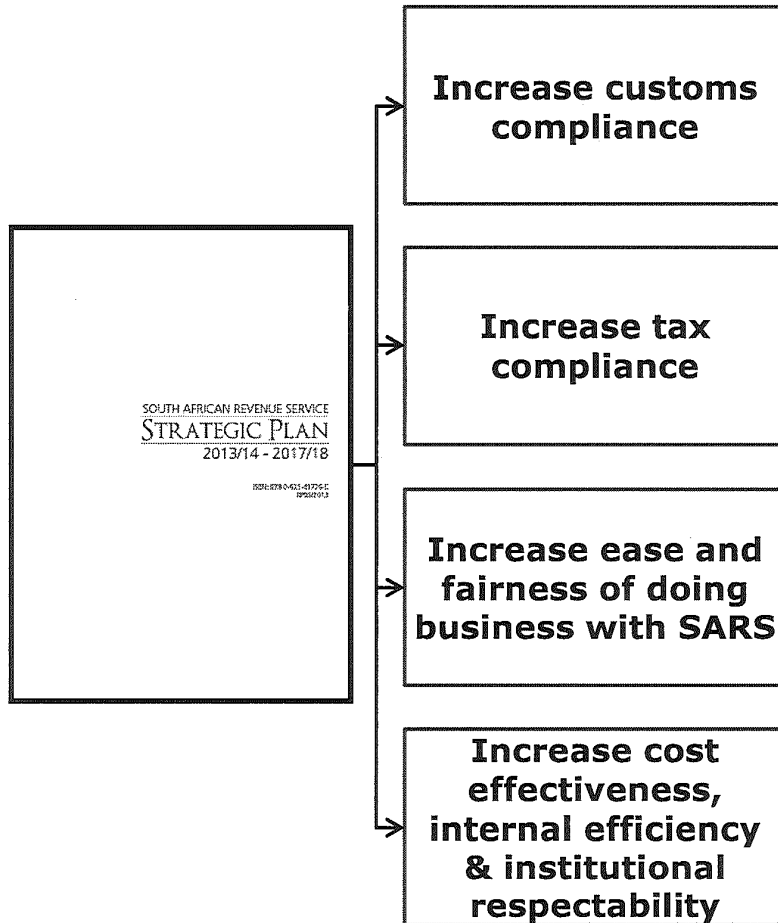 Increase customs
compliance
Increase tax
compliance
SOUTH AFRICAN REVENUE SERVICE
STRATEGIC PLAN
2013/14 - 2017/18
Increase ease and
fairness of doing
business with SARS
Increase cost
effectiveness,
internal efficiency
& institutional
respectability